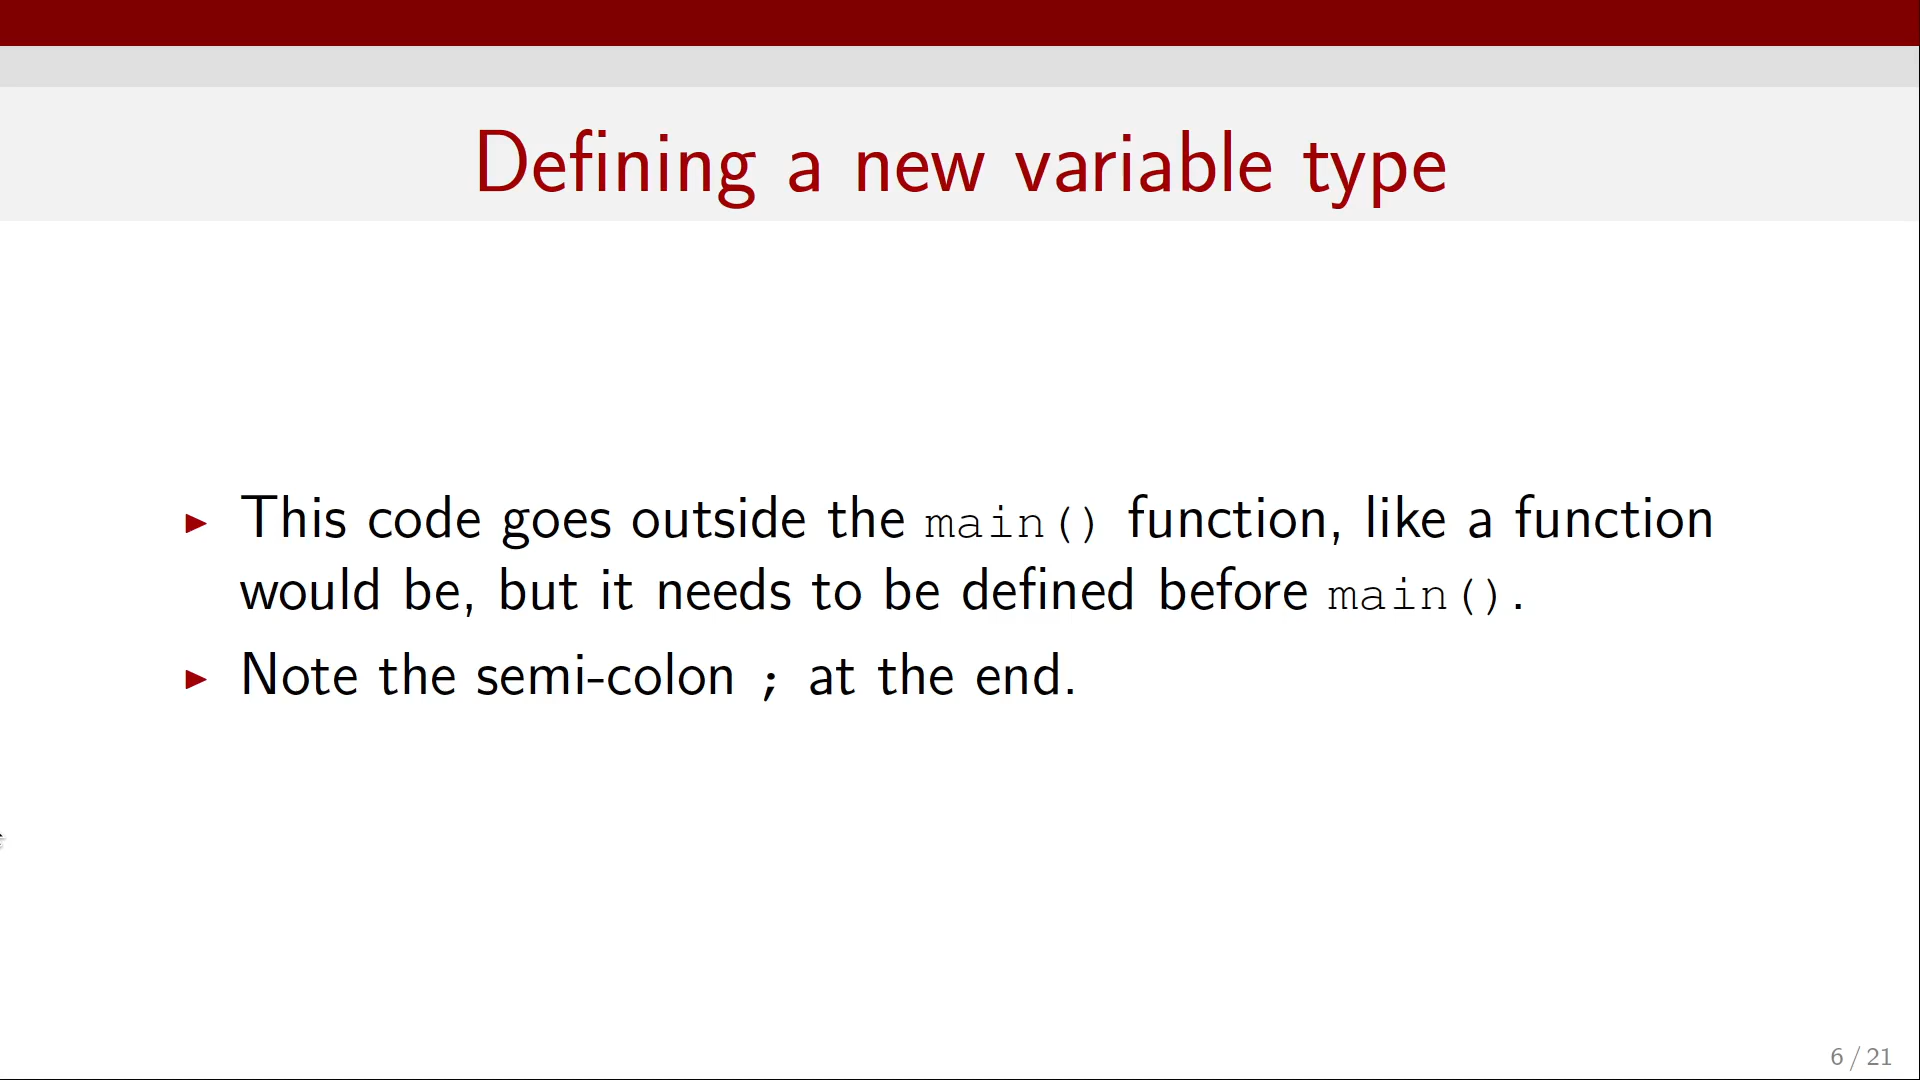 Defining a new variable type
▶ This code goes outside the main() function, like a function
would be, but it needs to be defined before main().
▶ Note the semi-colon ; at the end.
6 / 21